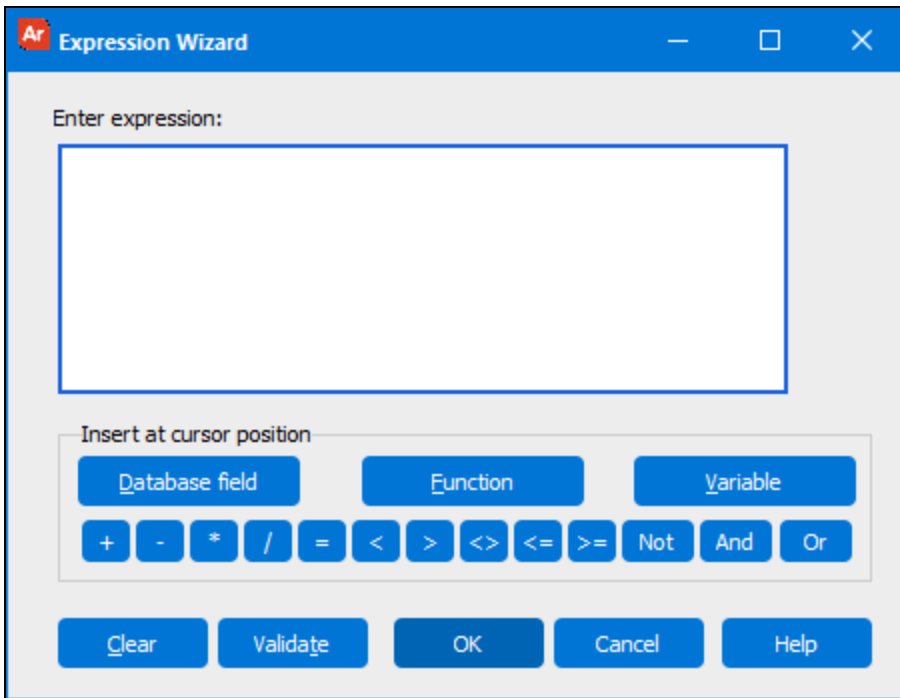 Ar Expression Wizard
Enter expression:
Insert at cursor position
Database field Function Variable
+ - * / = < > <> <= >= Not And Or
Clear Validate OK Cancel Help